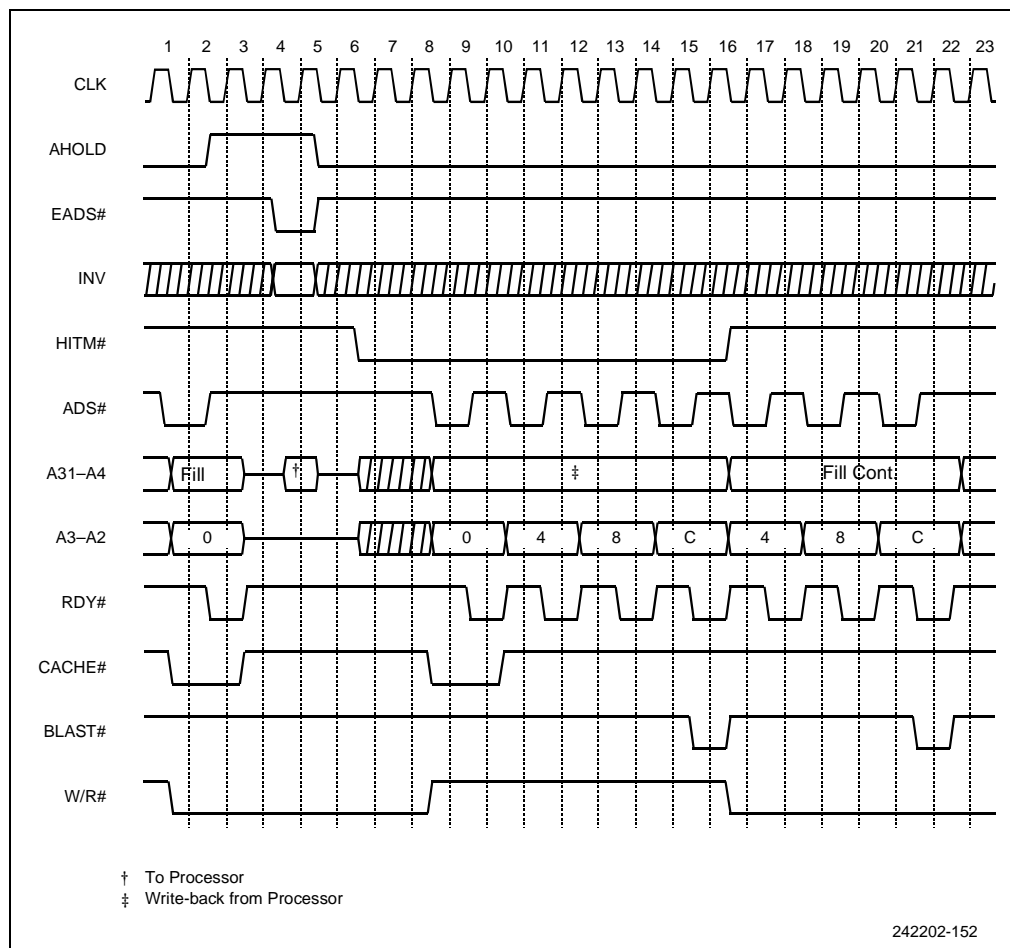 1 2 3 4 5 6 7 8 9 10 11 12 13 14 15 16 17 18 19 20 21 22 23
CLK
AHOLD
EADS#
INV
HITM#
ADS#
A31–A4 Fill † ‡ Fill Cont.
A3–A2 0 0 4 8 C 4 8 C
RDY#
CACHE#
BLAST#
W/R#
† To Processor
‡ Write-back from Processor
242202-152